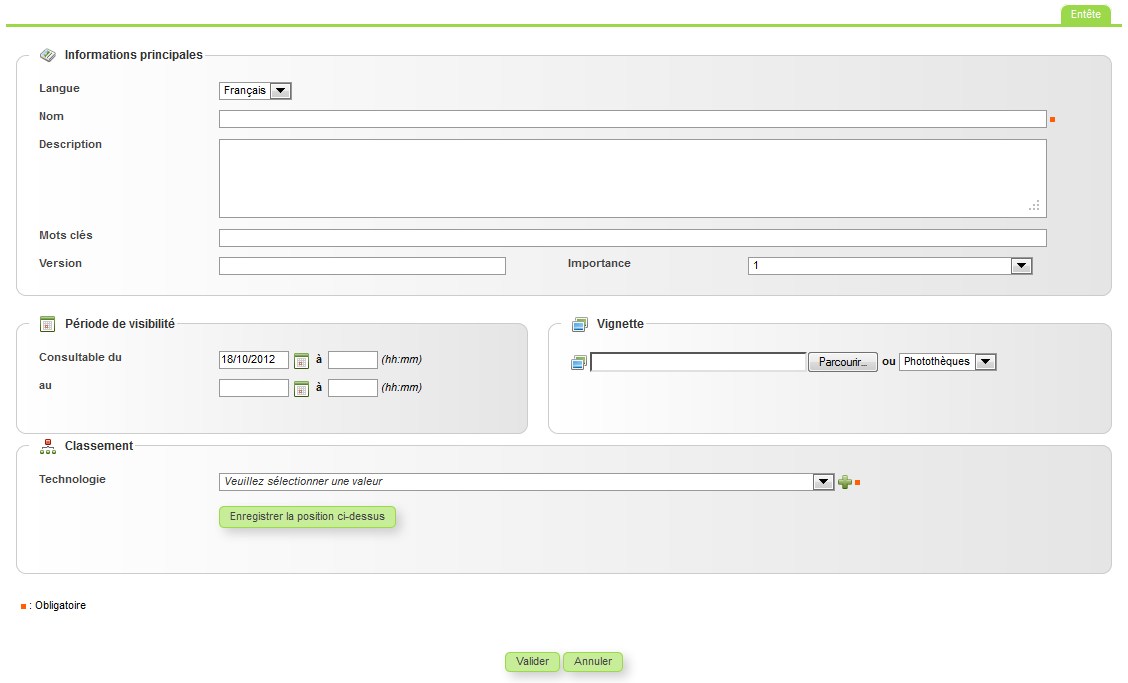 Entête
Informations principales
Langue Français
Nom
Description
Mots clés
Version Importance 1
Période de visibilité Vignette
Consultable du 18/10/2012 à (hh:mm) Parcourir... ou Photothèques
au à (hh:mm)
Classement
Technologie Veuillez sélectionner une valeur
Enregistrer la position ci-dessus
: Obligatoire
Valider Annuler